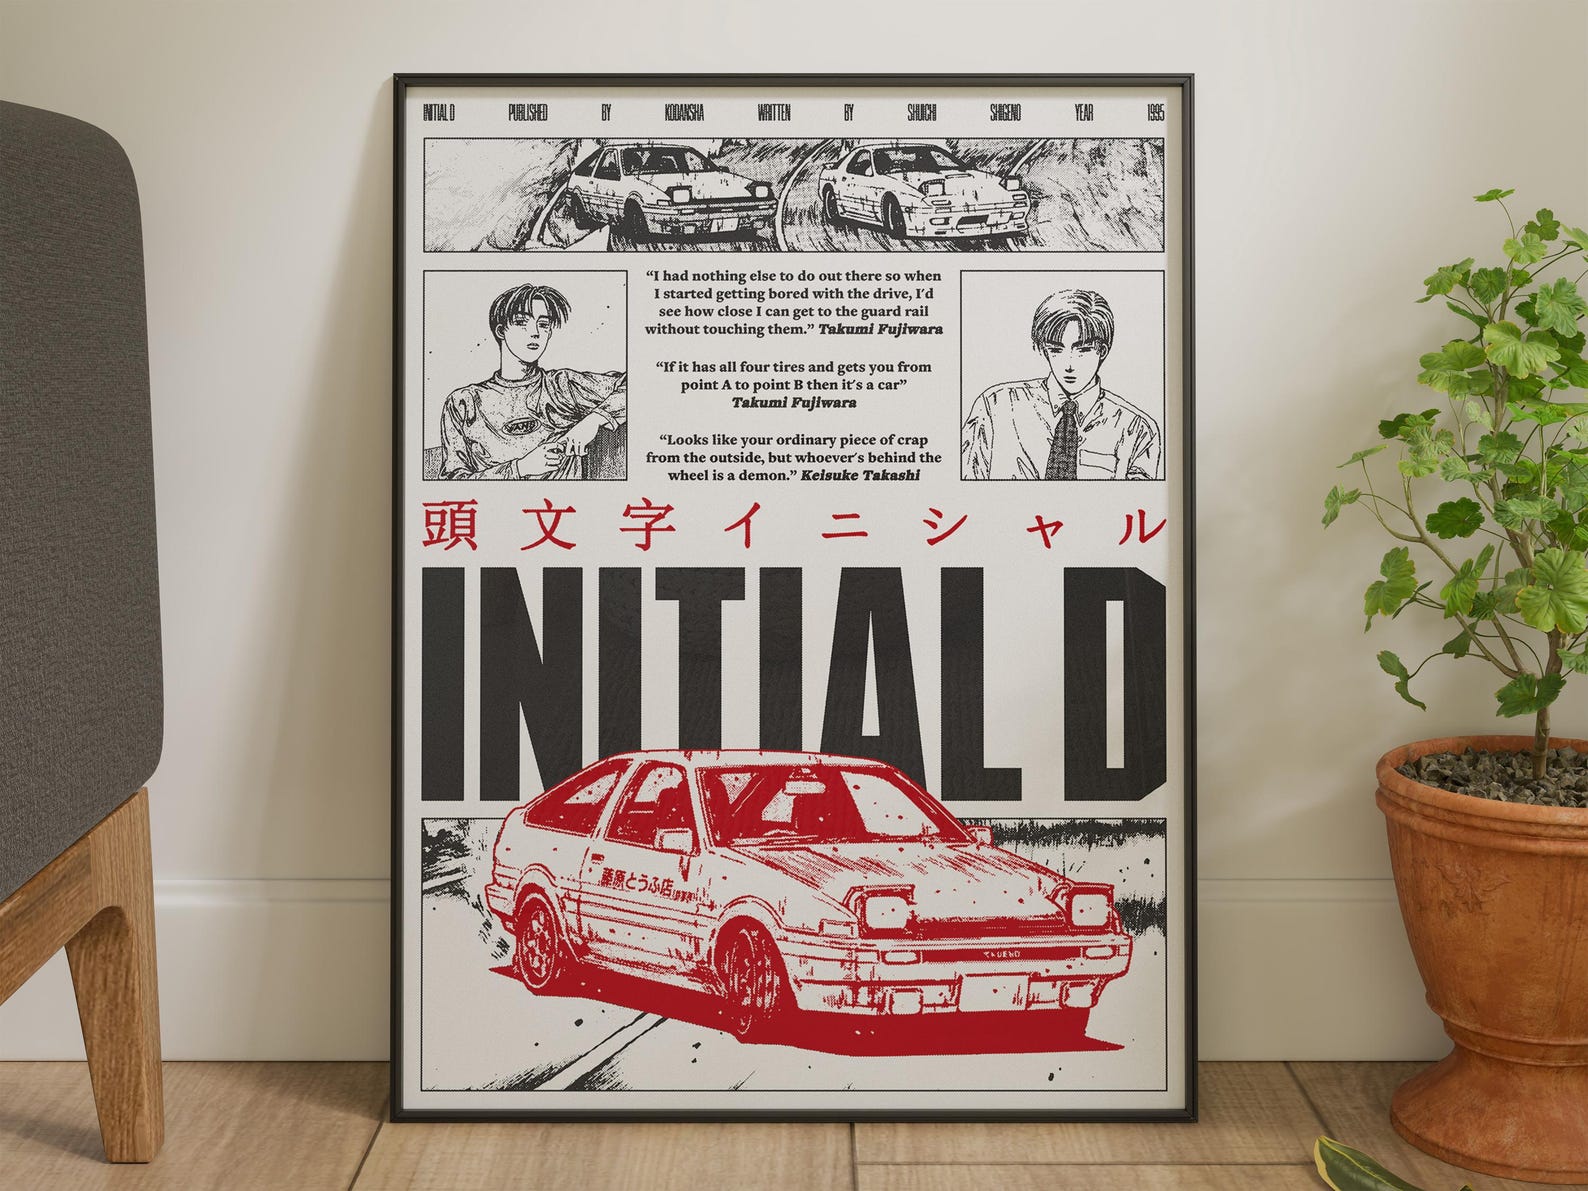 INITIAL D PUBLISHED BY KODANSHA WRITTEN BY SHUICHI SHIGENO YEAR 1995
“I had nothing else to do out there so when
I started getting bored with the drive, I'd
see how close I can get to the guard rail
without touching them.” Takumi Fujiwara
“If it has all four tires and gets you from
point A to point B then it's a car”
Takumi Fujiwara
“Looks like your ordinary piece of crap
from the outside, but whoever's behind the
wheel is a demon.” Keisuke Takashi
頭文字イニシャル
INITIAL D
藤原とうふ店